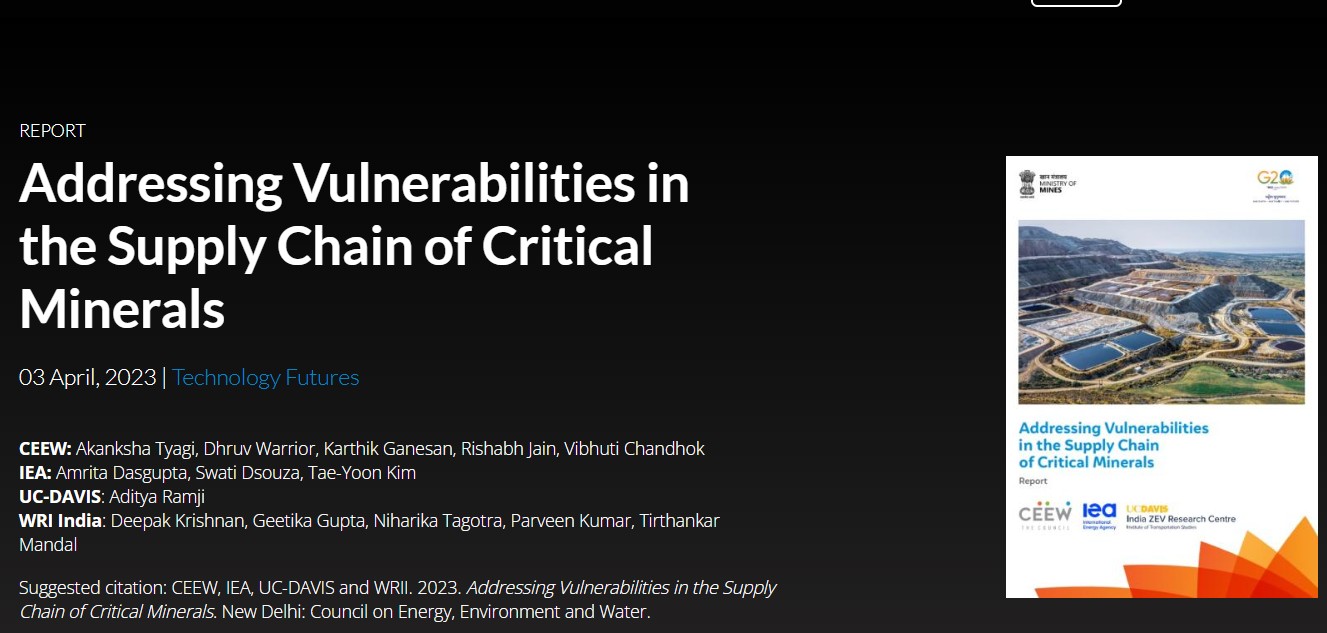 REPORT
Addressing Vulnerabilities in
the Supply Chain of Critical
Minerals
03 April, 2023 | Technology Futures
CEEW: Akanksha Tyagi, Dhruv Warrior, Karthik Ganesan, Rishabh Jain, Vibhuti Chandhok
IEA: Amrita Dasgupta, Swati Dsouza, Tae-Yoon Kim
UC-DAVIS: Aditya Ramji
WRI India: Deepak Krishnan, Geetika Gupta, Niharika Tagotra, Parveen Kumar, Tirthankar
Mandal
Suggested citation: CEEW, IEA, UC-DAVIS and WRII. 2023. Addressing Vulnerabilities in the Supply
Chain of Critical Minerals. New Delhi: Council on Energy, Environment and Water.
खान मंत्रालय
MINISTRY OF
MINES
G20
Addressing Vulnerabilities
in the Supply Chain
of Critical Minerals
Report
CEEW
THE COUNCIL
iea
International
Energy Agency
UCDAVIS
India ZEV Research Centre
Institute of Transportation Studies